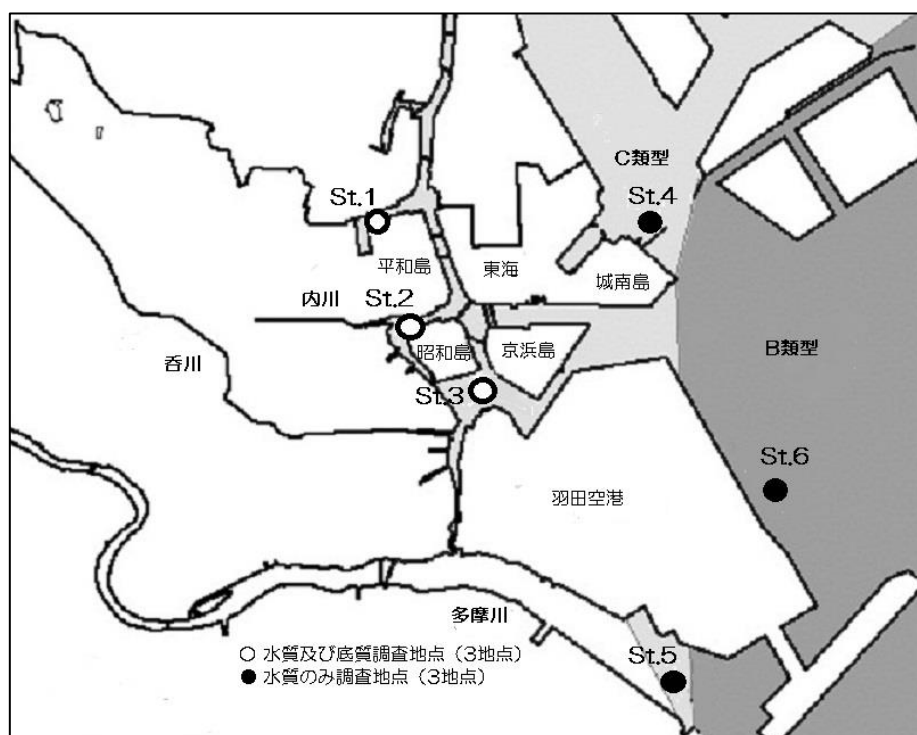 C類型
St.1
St.4
平和島
東海
城南島
内川
St.2
昭和島
京浜島
B類型
呑川
St.3
St.6
羽田空港
多摩川
○ 水質及び底質調査地点（3地点）
● 水質のみ調査地点（3地点）
St.5